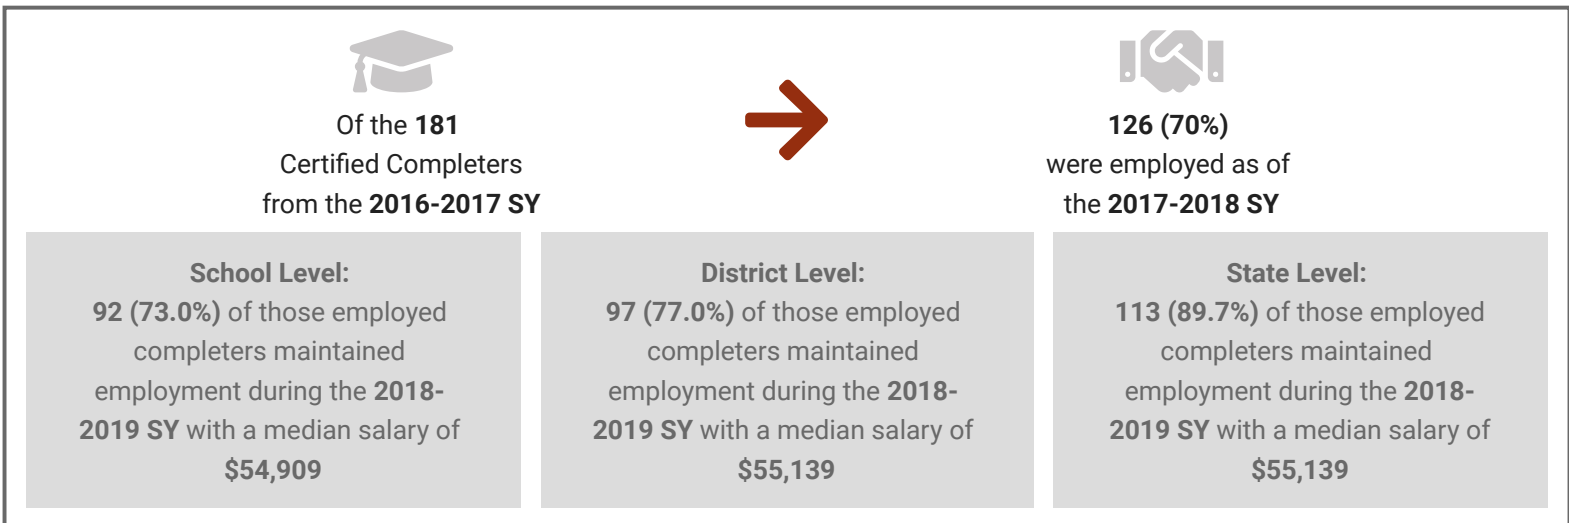 Of the 181
Certified Completers
from the 2016-2017 SY
126 (70%)
were employed as of
the 2017-2018 SY
School Level:
92 (73.0%) of those employed
completers maintained
employment during the 2018-
2019 SY with a median salary of
$54,909
District Level:
97 (77.0%) of those employed
completers maintained
employment during the 2018-
2019 SY with a median salary of
$55,139
State Level:
113 (89.7%) of those employed
completers maintained
employment during the 2018-
2019 SY with a median salary of
$55,139